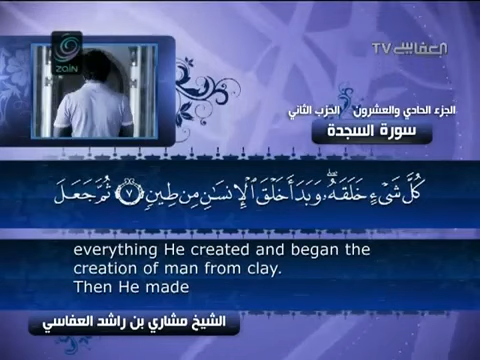 zain
العفاسي TV
الجزء الحادي والعشرون الحزب الثاني
سورة السجدة
كُلَّ شَىْءٍ خَلَقَهُۥ ۖ وَبَدَأَ خَلْقَ ٱلْإِنسَٰنِ مِن طِينٍ ٧ ثُمَّ جَعَلَ
everything He created and began the
creation of man from clay.
Then He made
الشيخ مشاري بن راشد العفاسي